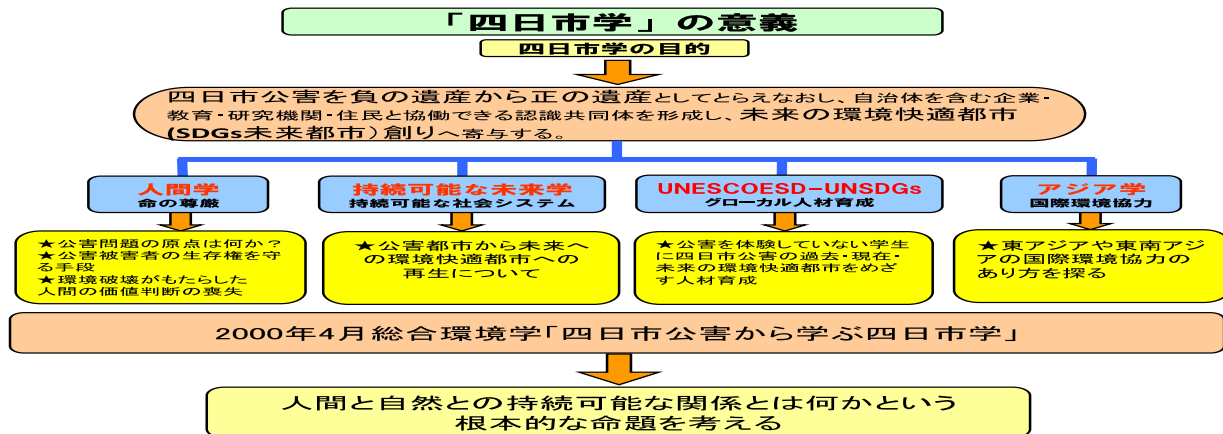 「四日市学」の意義
四日市学の目的
四日市公害を負の遺産から正の遺産としてとらえなおし、自治体を含む企業・
教育・研究機関・住民と協働できる認識共同体を形成し、未来の環境快適都市
(SDGs未来都市）創りへ寄与する。
人間学
命の尊厳
持続可能な未来学
持続可能な社会システム
UNESCOESD-UNSDGs
グローカル人材育成
アジア学
国際環境協力
★公害問題の原点は何か？
★公害被害者の生存権を守
る手段
★環境破壊がもたらした
人間の価値判断の喪失
★公害都市から未来へ
の環境快適都市への
再生について
★公害を体験していない学生
に四日市公害の過去・現在・
未来の環境快適都市をめざ
す人材育成
★東アジアや東南アジ
アの国際環境協力の
あり方を探る
2000年4月総合環境学「四日市公害から学ぶ四日市学」
人間と自然との持続可能な関係とは何かという
根本的な命題を考える